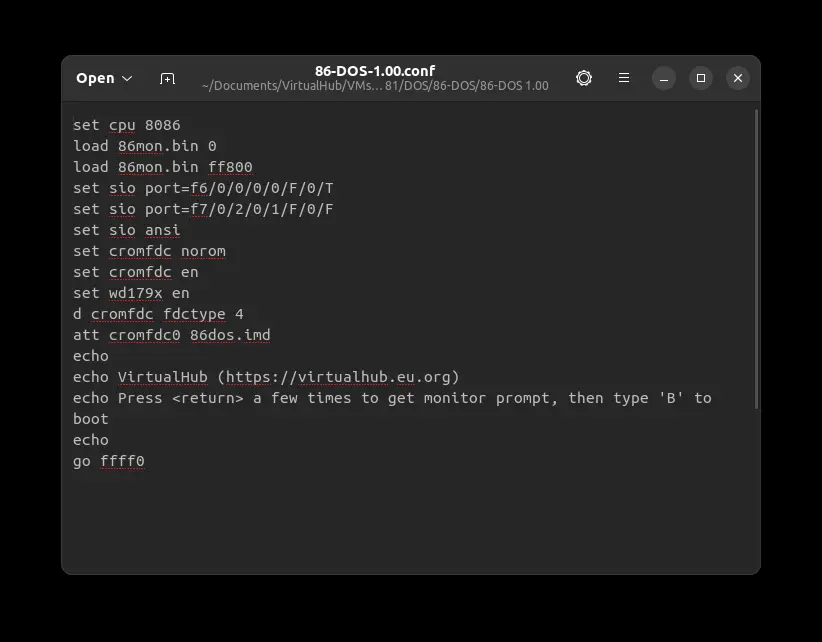 Open
86-DOS-1.00.conf
~/Documents/VirtualHub/VMs… 81/DOS/86-DOS/86-DOS 1.00
set cpu 8086
load 86mon.bin 0
load 86mon.bin ff800
set sio port=f6/0/0/0/0/F/0/T
set sio port=f7/0/2/0/1/F/0/F
set sio ansi
set cromfdc norom
set cromfdc en
set wd179x en
d cromfdc fdctype 4
att cromfdc0 86dos.imd
echo
echo VirtualHub (https://virtualhub.eu.org)
echo Press <return> a few times to get monitor prompt, then type 'B' to
boot
echo
go ffff0